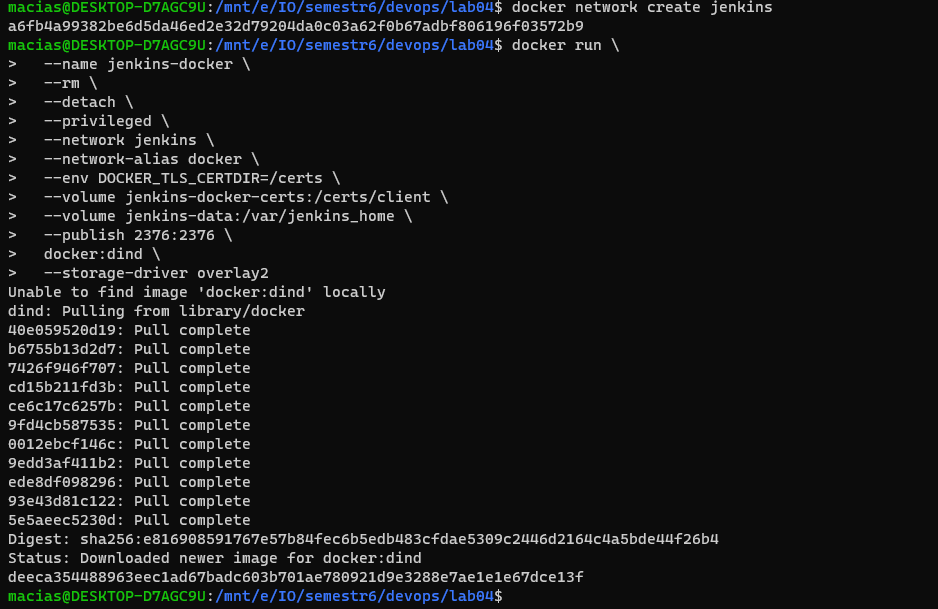 macias@DESKTOP-D7AGC9U:/mnt/e/IO/semestr6/devops/lab04$ docker network create jenkins
a6fb4a99382be6d5da46ed2e32d79204da0c03a62f0b67adbf806196f03572b9
macias@DESKTOP-D7AGC9U:/mnt/e/IO/semestr6/devops/lab04$ docker run \
>   --name jenkins-docker \
>   --rm \
>   --detach \
>   --privileged \
>   --network jenkins \
>   --network-alias docker \
>   --env DOCKER_TLS_CERTDIR=/certs \
>   --volume jenkins-docker-certs:/certs/client \
>   --volume jenkins-data:/var/jenkins_home \
>   --publish 2376:2376 \
>   docker:dind \
>   --storage-driver overlay2
Unable to find image 'docker:dind' locally
dind: Pulling from library/docker
40e059520d19: Pull complete
b6755b13d2d7: Pull complete
7426f946f707: Pull complete
cd15b211fd3b: Pull complete
ce6c17c6257b: Pull complete
9fd4cb587535: Pull complete
0012ebcf146c: Pull complete
9edd3af411b2: Pull complete
ede8df098296: Pull complete
93e43d81c122: Pull complete
5e5aeec5230d: Pull complete
Digest: sha256:e816908591767e57b84fec6b5edb483cfdae5309c2446d2164c4a5bde44f26b4
Status: Downloaded newer image for docker:dind
deeca354488963eec1ad67badc603b701ae780921d9e3288e7ae1e1e67dce13f
macias@DESKTOP-D7AGC9U:/mnt/e/IO/semestr6/devops/lab04$